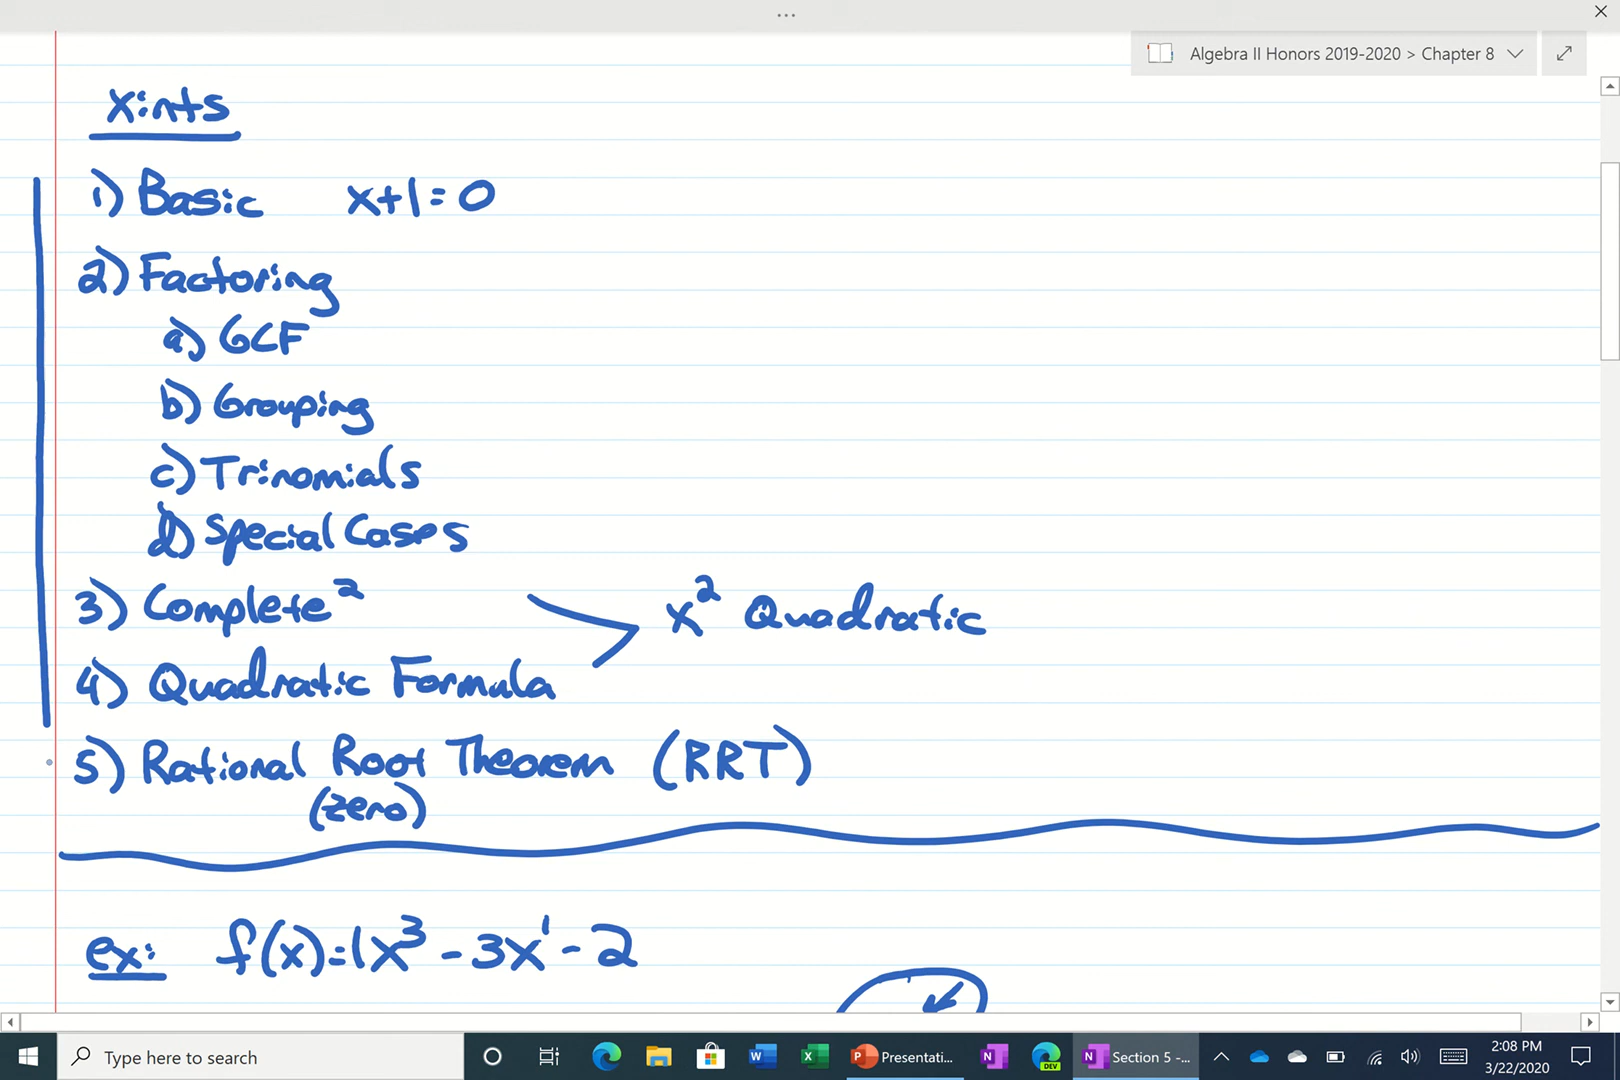 Algebra II Honors 2019-2020 > Chapter 8
x:nts
1) Basic x+1=0
2) Factoring
a) GCF
b) Grouping
c) Trinomials
d) Special Cases
3) Complete²
x² Quadratic
4) Quadratic Formula
5) Rational Root Theorem (RRT)
(zero)
ex: f(x)=1x³-3x¹-2
Type here to search
Presentati...
DEV
Section 5 -...
2:08 PM
3/22/2020